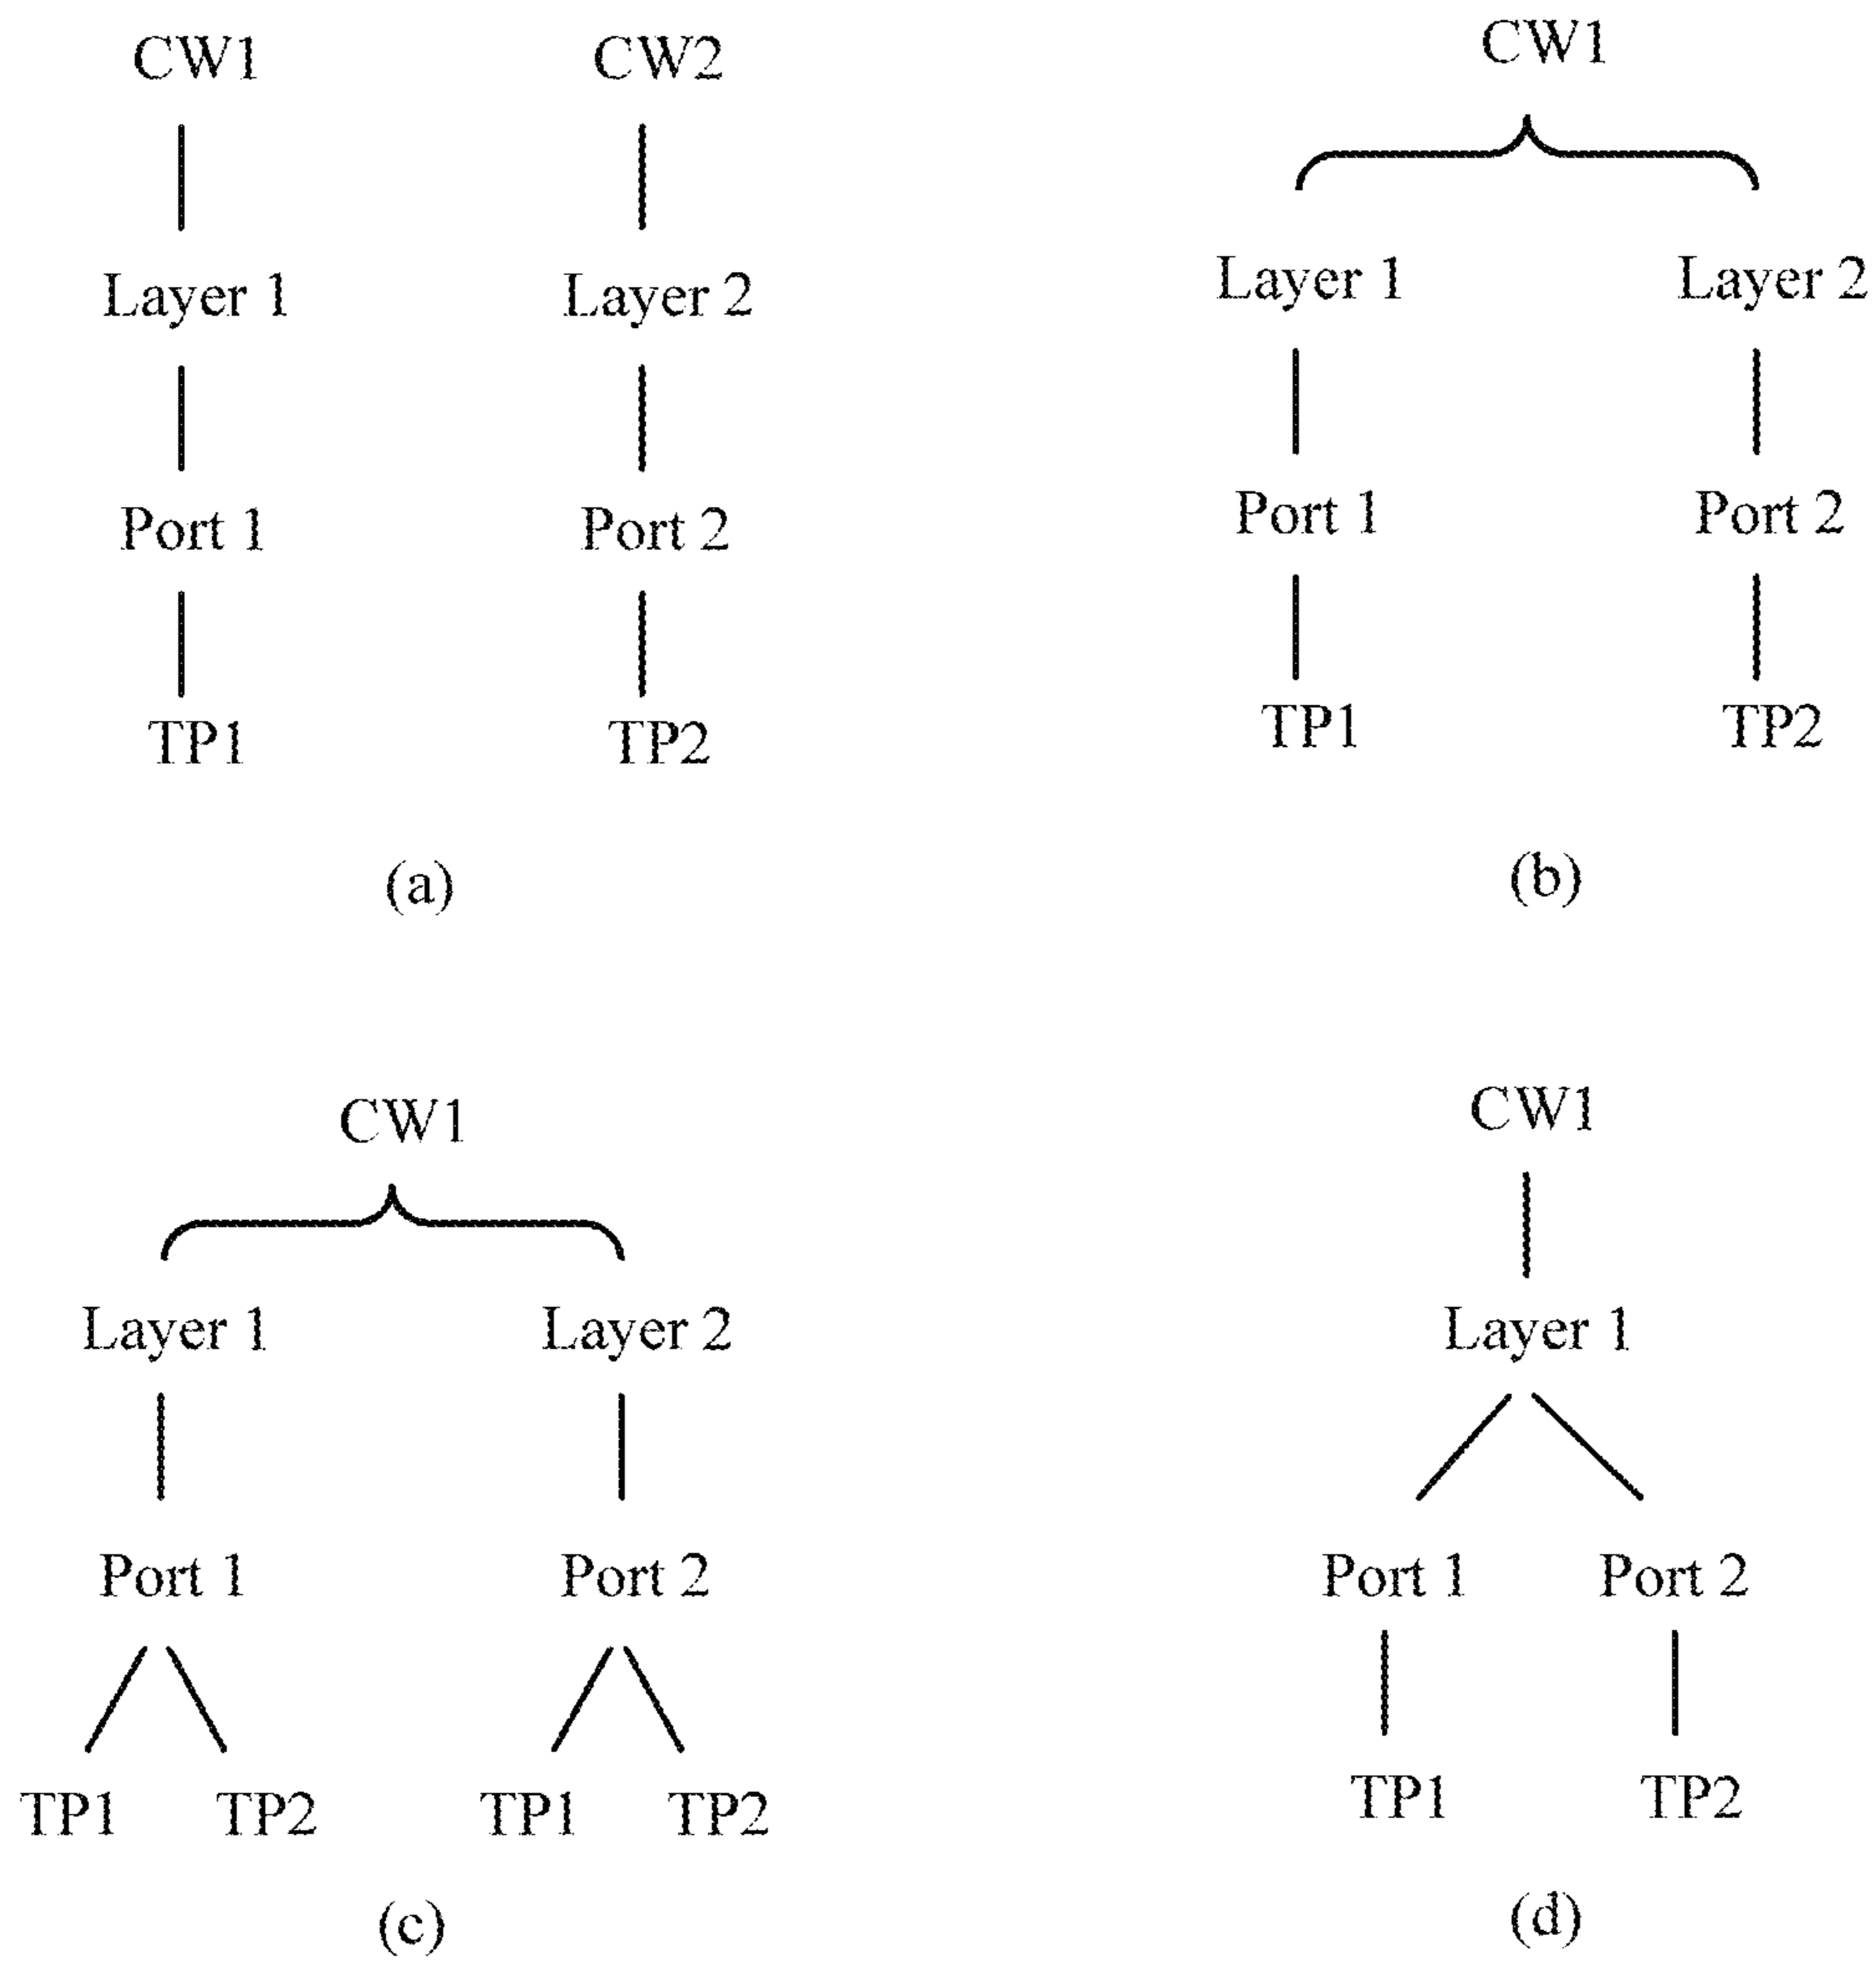 CW1 CW2
Layer 1 Layer 2
Port 1 Port 2
TP1 TP2
(a)
CW1
Layer 1 Layer 2
Port 1 Port 2
TP1 TP2
(b)
CW1
Layer 1 Layer 2
Port 1 Port 2
TP1 TP2 TP1 TP2
(c)
CW1
Layer 1
Port 1 Port 2
TP1 TP2
(d)